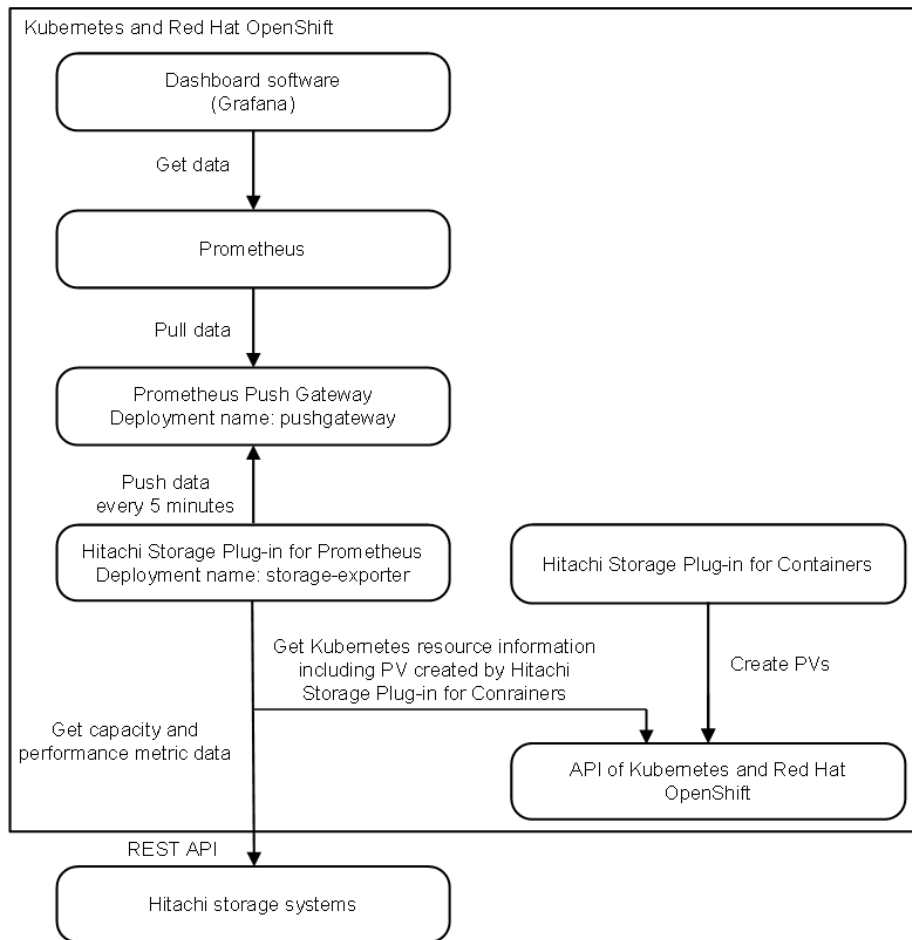 Kubernetes and Red Hat OpenShift
Dashboard software
(Grafana)
Get data
Prometheus
Pull data
Prometheus Push Gateway
Deployment name: pushgateway
Push data
every 5 minutes
Hitachi Storage Plug-in for Prometheus
Deployment name: storage-exporter
Hitachi Storage Plug-in for Containers
Get Kubernetes resource information
including PV created by Hitachi
Storage Plug-in for Conrainers
Create PVs
Get capacity and
performance metric data
API of Kubernetes and Red Hat
OpenShift
REST API
Hitachi storage systems